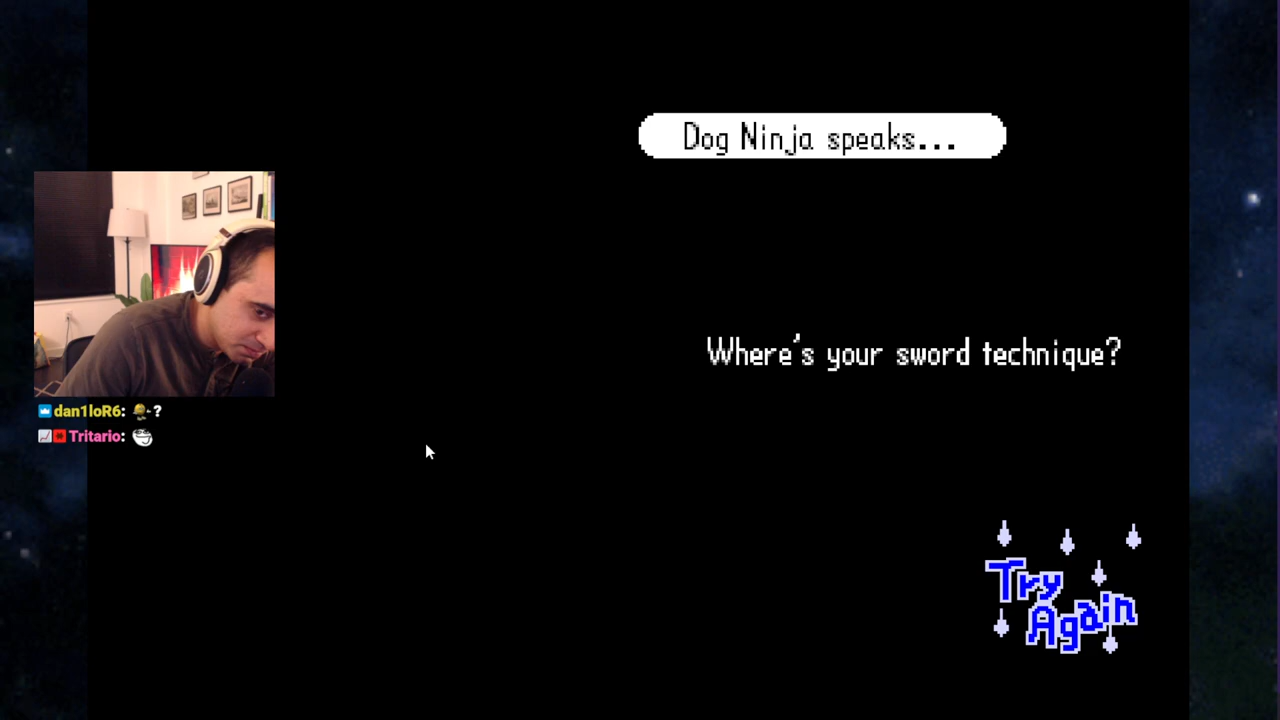 Dog Ninja speaks...
Where's your sword technique?
dan1loR6: ?
Tritario:
Try
Again